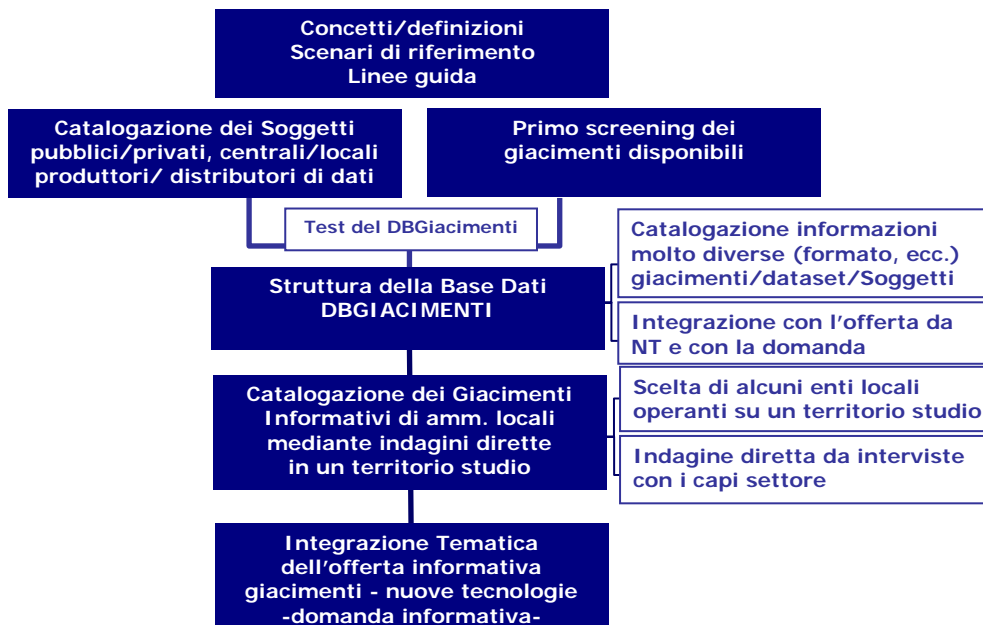 Concetti/definizioni
Scenari di riferimento
Linee guida
Catalogazione dei Soggetti
pubblici/privati, centrali/locali
produttori/ distributori di dati
Primo screening dei
giacimenti disponibili
Test del DBGiacimenti
Struttura della Base Dati
DBGIACIMENTI
Catalogazione informazioni
molto diverse (formato, ecc.)
giacimenti/dataset/Soggetti
Integrazione con l'offerta da
NT e con la domanda
Catalogazione dei Giacimenti
Informativi di amm. locali
mediante indagini dirette
in un territorio studio
Scelta di alcuni enti locali
operanti su un territorio studio
Indagine diretta da interviste
con i capi settore
Integrazione Tematica
dell'offerta informativa
giacimenti - nuove tecnologie
-domanda informativa-